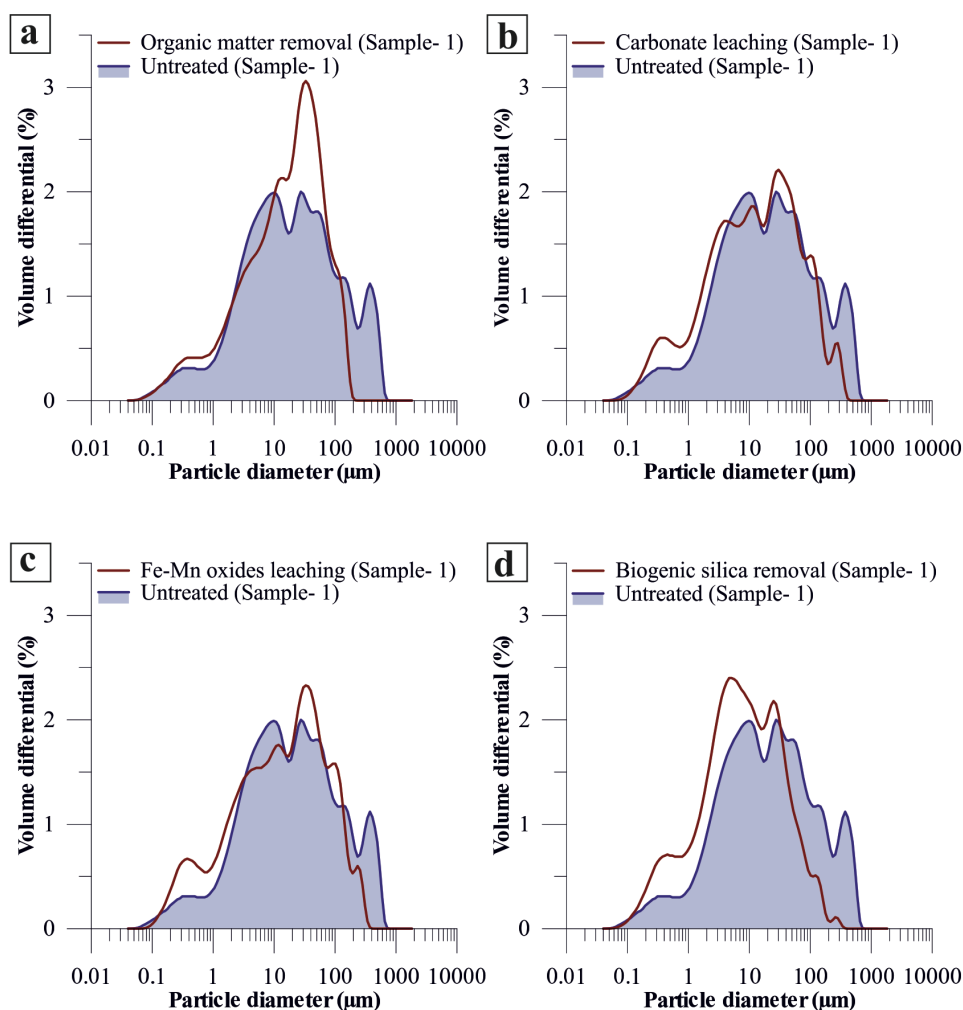 a
Organic matter removal (Sample- 1)
Untreated (Sample- 1)
Volume differential (%)
3
2
1
0
0.01 0.1 1 10 100 1000 10000
Particle diameter (µm)
b
Carbonate leaching (Sample- 1)
Untreated (Sample- 1)
Volume differential (%)
3
2
1
0
0.01 0.1 1 10 100 1000 10000
Particle diameter (µm)
c
Fe-Mn oxides leaching (Sample- 1)
Untreated (Sample- 1)
Volume differential (%)
3
2
1
0
0.01 0.1 1 10 100 1000 10000
Particle diameter (µm)
d
Biogenic silica removal (Sample- 1)
Untreated (Sample- 1)
Volume differential (%)
3
2
1
0
0.01 0.1 1 10 100 1000 10000
Particle diameter (µm)